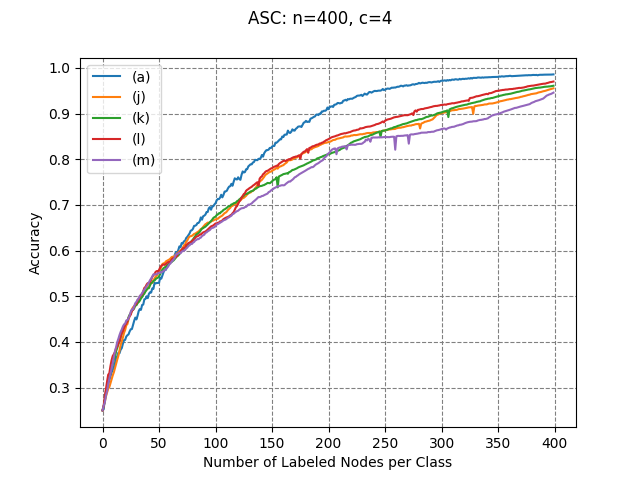 ASC: n=400, c=4
1.0
0.9
0.8
0.7
0.6
0.5
0.4
0.3
Accuracy
(a)
(j)
(k)
(l)
(m)
0 50 100 150 200 250 300 350 400
Number of Labeled Nodes per Class